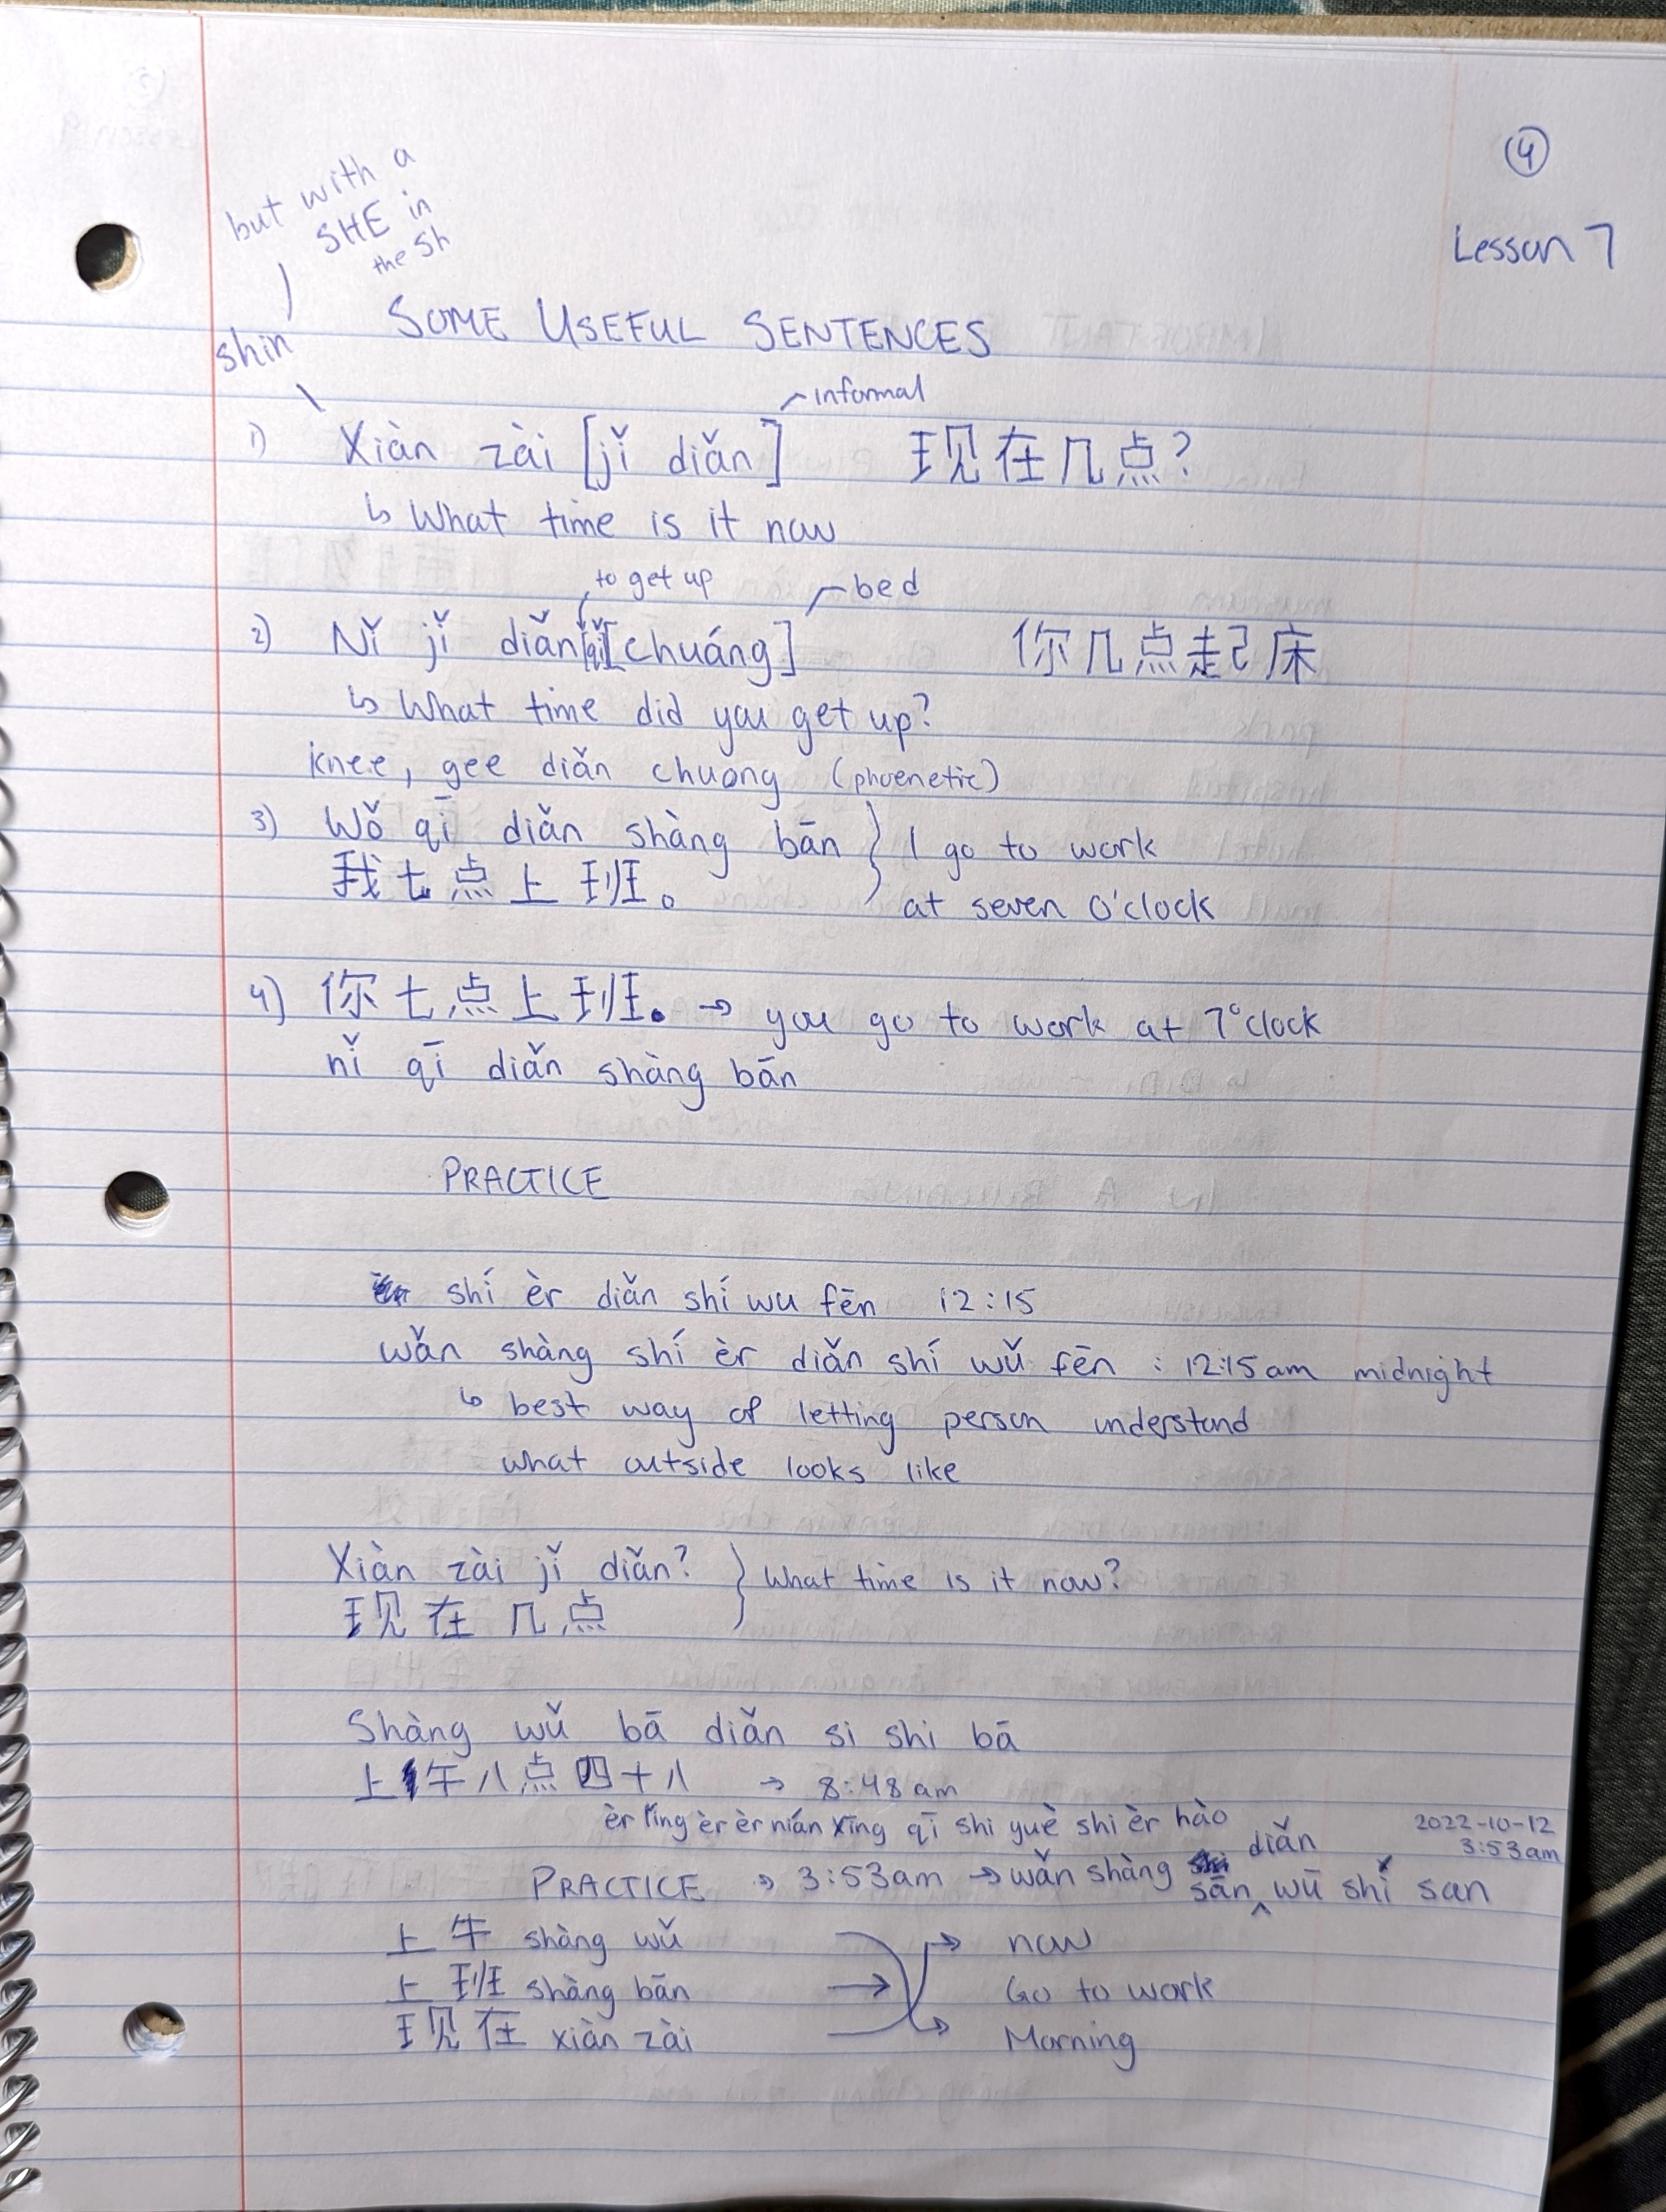 ④
Lesson 7
but with a
SHE in
the Sh
shin
SOME USEFUL SENTENCES
informal
1) Xiàn zài [jǐ diǎn] 现在几点?
↳ What time is it now
to get up
bed
2) Nǐ jǐ diǎn [qǐ][chuáng] 你几点起床
↳ What time did you get up?
knee, gee diǎn chuong (phoenetic)
3) Wǒ qī diǎn shàng bān } I go to work
我七点上班。 at seven o'clock
4) 你七点上班。→ you go to work at 7°clock
nǐ qī diǎn shàng bān
PRACTICE
shí èr diǎn shí wu fēn 12:15
wǎn shàng shí èr diǎn shí wǔ fēn : 12:15am midnight
↳ best way of letting person understand
what outside looks like
Xiàn zài jǐ diǎn? } What time is it now?
现在几点
Shàng wǔ bā diǎn si shi bā
上午八点四十八 → 8:48am
èr líng èr èr nián xīng qī shi yuè shi èr hào
2022-10-12
3:53am
PRACTICE → 3:53am → wǎn shàng sān diǎn wū shí san
上牛 shàng wǔ → now
上班 shàng bān → Go to work
现在 xiàn zài → Morning